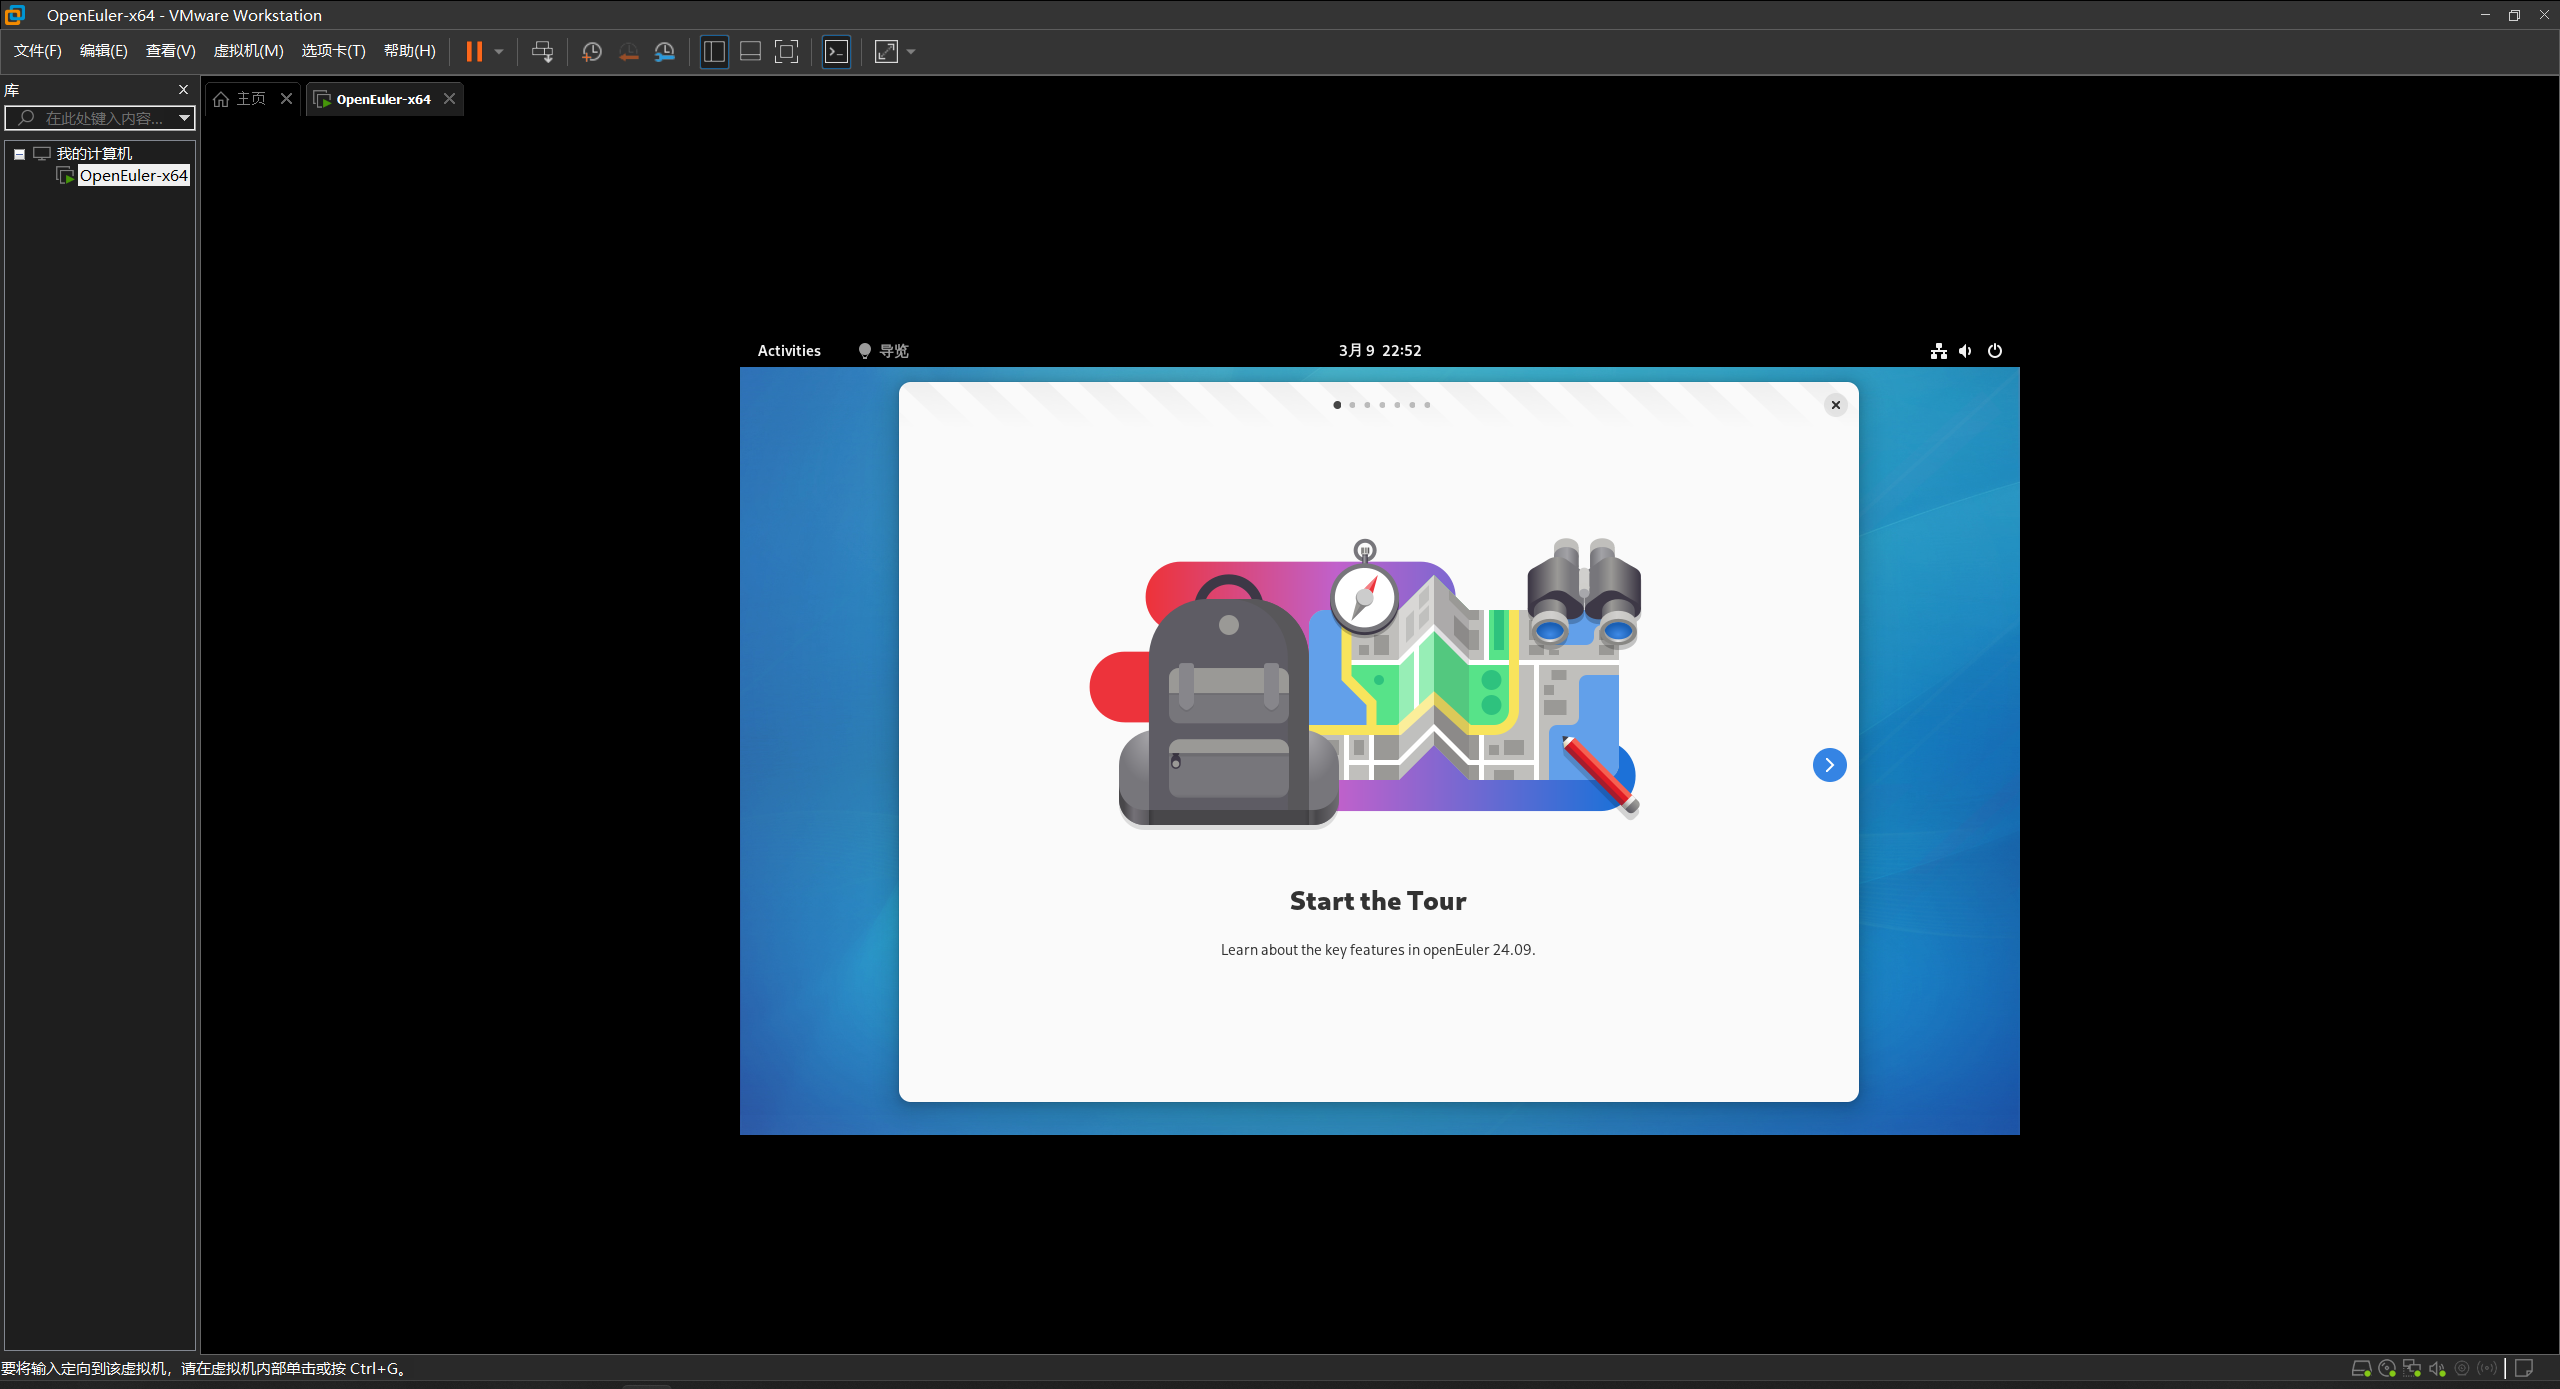 OpenEuler-x64 - VMware Workstation
文件(F) 编辑(E) 查看(V) 虚拟机(M) 选项卡(T) 帮助(H)
库
在此处键入内容...
我的计算机
OpenEuler-x64
主页
OpenEuler-x64
Activities
导览
3月 9 22:52
Start the Tour
Learn about the key features in openEuler 24.09.
要将输入定向到该虚拟机，请在虚拟机内部单击或按 Ctrl+G。